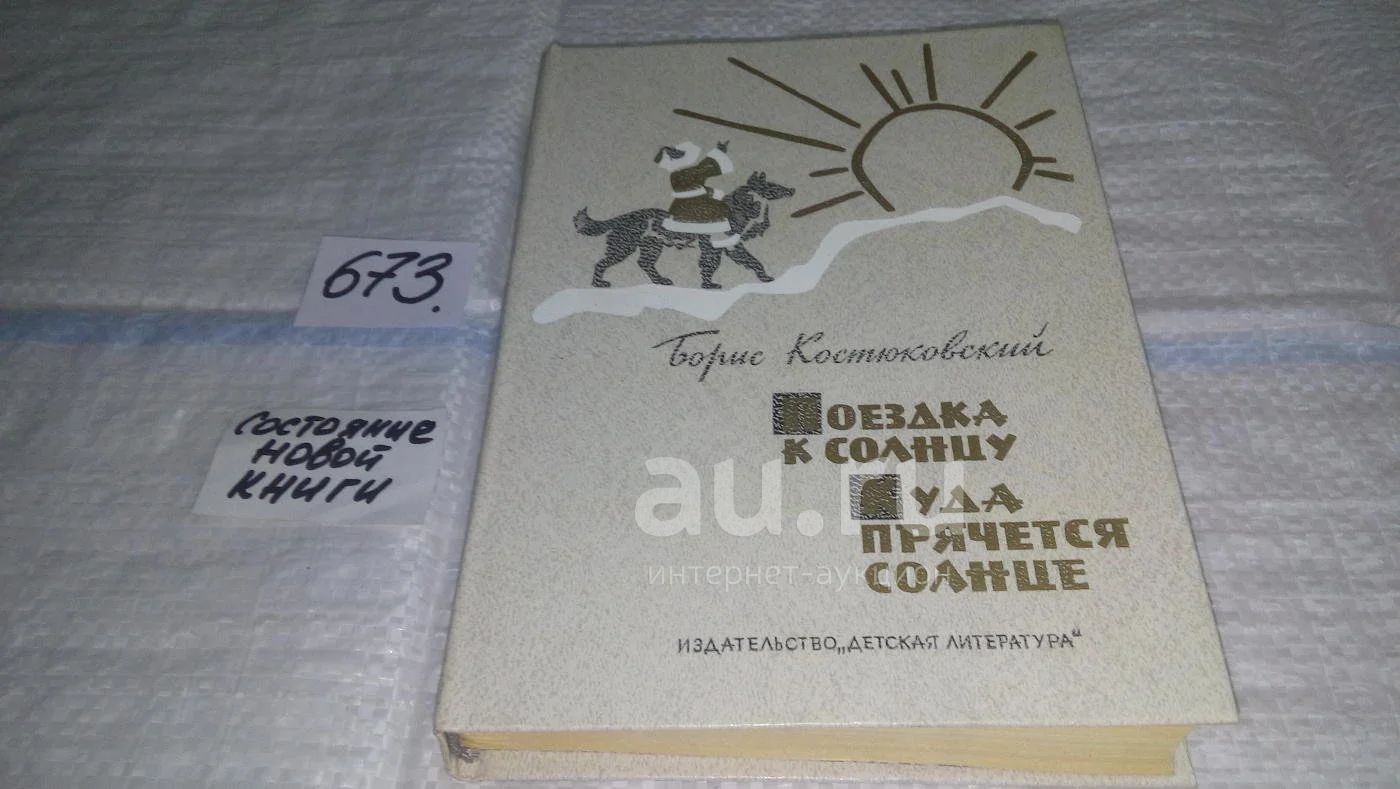 673.
состояние
новой
книги
Борис Костюковский
ПОЕЗДКА
К СОЛНЦУ
КУДА
ПРЯЧЕТСЯ
СОЛНЦЕ
ИЗДАТЕЛЬСТВО „ДЕТСКАЯ ЛИТЕРАТУРА“
au.ru
интернет-аукцион